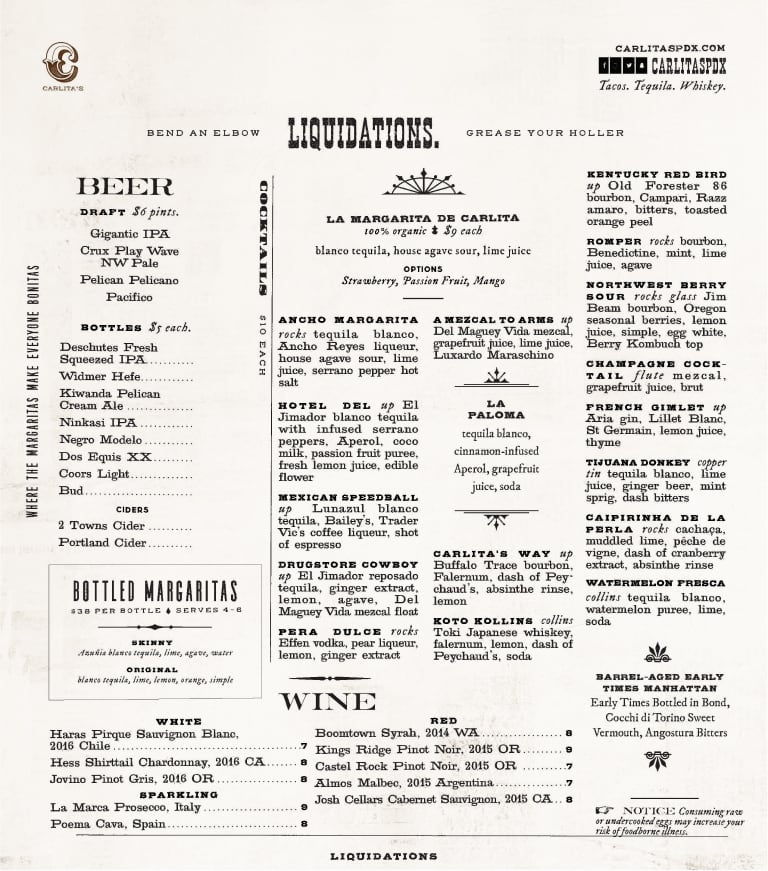 CARLITA'S
CARLITASPDX.COM
CARLITASPDX
Tacos. Tequila. Whiskey.
BEND AN ELBOW LIQUIDATIONS. GREASE YOUR HOLLER
WHERE THE MARGARITAS MAKE EVERYONE BONITAS
BEER
DRAFT $6 pints.
Gigantic IPA
Crux Play Wave
NW Pale
Pelican Pelicano
Pacifico
BOTTLES $5 each.
Deschutes Fresh
Squeezed IPA..........
Widmer Hefe............
Kiwanda Pelican
Cream Ale ..............
Ninkasi IPA ............
Negro Modelo ..........
Dos Equis XX..........
Coors Light..............
Bud........................
CIDERS
2 Towns Cider ..........
Portland Cider..........
BOTTLED MARGARITAS
$38 PER BOTTLE SERVES 4-6
SKINNY
Azuñia blanco tequila, lime, agave, water
ORIGINAL
blanco tequila, lime, lemon, orange, simple
COCKTAILS $10 EACH
LA MARGARITA DE CARLITA
100% organic $9 each
blanco tequila, house agave sour, lime juice
OPTIONS
Strawberry, Passion Fruit, Mango
ANCHO MARGARITA
rocks tequila blanco,
Ancho Reyes liqueur,
house agave sour, lime
juice, serrano pepper hot
salt
HOTEL DEL up El
Jimador blanco tequila
with infused serrano
peppers, Aperol, coco
milk, passion fruit puree,
fresh lemon juice, edible
flower
MEXICAN SPEEDBALL
up Lunazul blanco
tequila, Bailey's, Trader
Vic's coffee liqueur, shot
of espresso
DRUGSTORE COWBOY
up El Jimador reposado
tequila, ginger extract,
lemon, agave, Del
Maguey Vida mezcal float
PERA DULCE rocks
Effen vodka, pear liqueur,
lemon, ginger extract
A MEZCAL TO ARMS up
Del Maguey Vida mezcal,
grapefruit juice, lime juice,
Luxardo Maraschino
LA
PALOMA
tequila blanco,
cinnamon-infused
Aperol, grapefruit
juice, soda
CARLITA'S WAY up
Buffalo Trace bourbon,
Falernum, dash of Pey-
chaud's, absinthe rinse,
lemon
KOTO KOLLINS collins
Toki Japanese whiskey,
falernum, lemon, dash of
Peychaud's, soda
KENTUCKY RED BIRD
up Old Forester 86
bourbon, Campari, Razz
amaro, bitters, toasted
orange peel
ROMPER rocks bourbon,
Benedictine, mint, lime
juice, agave
NORTHWEST BERRY
SOUR rocks glass Jim
Beam bourbon, Oregon
seasonal berries, lemon
juice, simple, egg white,
Berry Kombuch top
CHAMPAGNE COCK-
TAIL flute mezcal,
grapefruit juice, brut
FRENCH GIMLET up
Aria gin, Lillet Blanc,
St Germain, lemon juice,
thyme
TIJUANA DONKEY copper
tin tequila blanco, lime
juice, ginger beer, mint
sprig, dash bitters
CAIPIRINHA DE LA
PERLA rocks cachaça,
muddled lime, pêche de
vigne, dash of cranberry
extract, absinthe rinse
WATERMELON FRESCA
collins tequila blanco,
watermelon puree, lime,
soda
BARREL-AGED EARLY
TIMES MANHATTAN
Early Times Bottled in Bond,
Cocchi di Torino Sweet
Vermouth, Angostura Bitters
WINE
WHITE
Haras Pirque Sauvignon Blanc,
2016 Chile ..........................................7
Hess Shirttail Chardonnay, 2016 CA.......8
Jovino Pinot Gris, 2016 OR ...................8
SPARKLING
La Marca Prosecco, Italy ......................9
Poema Cava, Spain..............................8
RED
Boomtown Syrah, 2014 WA ...................8
Kings Ridge Pinot Noir, 2015 OR.........9
Castel Rock Pinot Noir, 2015 OR ..........7
Almos Malbec, 2015 Argentina..............7
Josh Cellars Cabernet Sauvignon, 2015 CA...8
NOTICE Consuming raw
or undercooked eggs may increase your
risk of foodborne illness.
LIQUIDATIONS